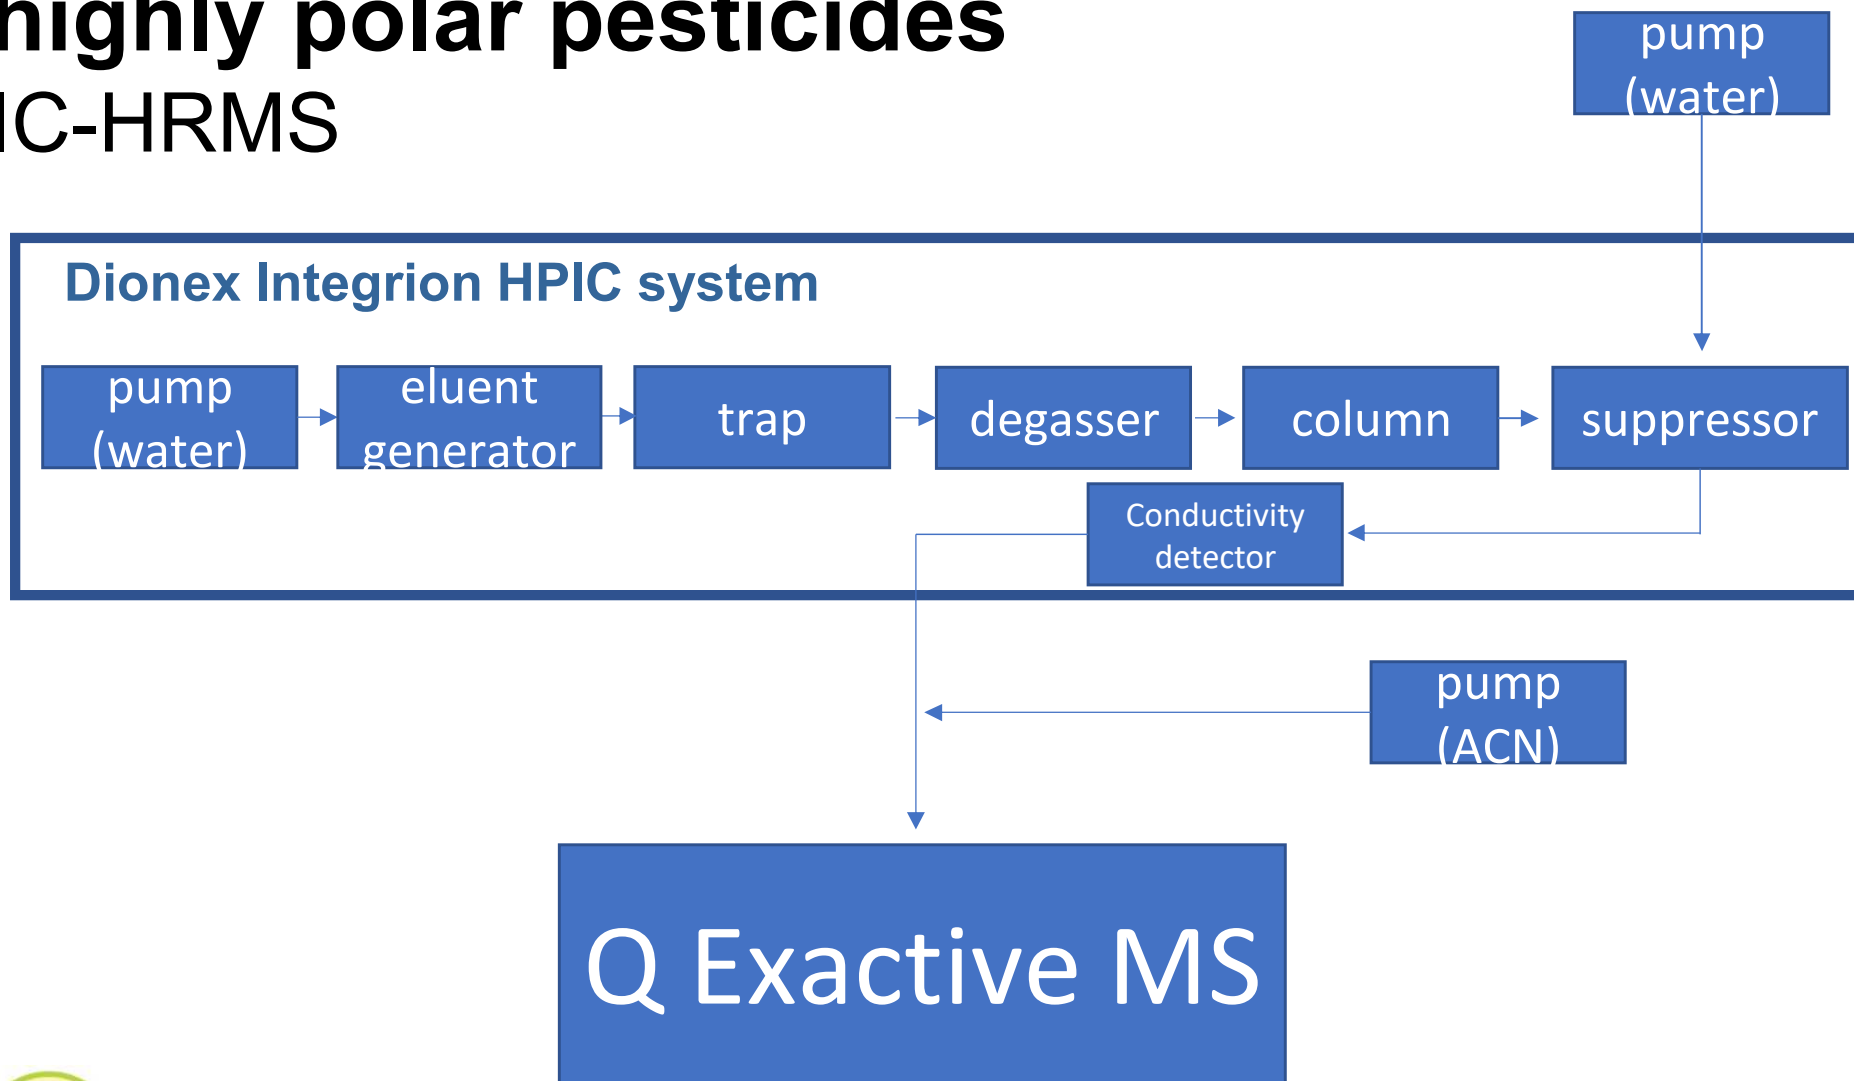 highly polar pesticides
IC-HRMS
pump
(water)
Dionex Integrion HPIC system
pump
(water)
eluent
generator
trap
degasser
column
suppressor
Conductivity
detector
pump
(ACN)
Q Exactive MS